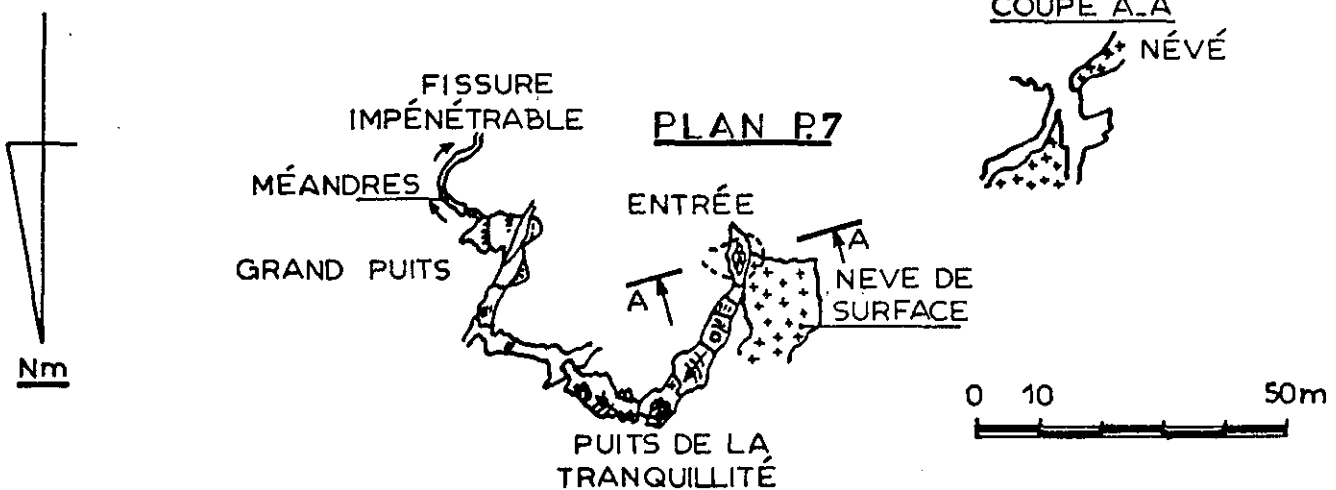 COUPE A_A
NÉVÉ
FISSURE
IMPÉNÉTRABLE
PLAN P.7
MÉANDRES
ENTRÉE
A
GRAND PUITS
A
NEVE DE
SURFACE
Nm
0 10 50m
PUITS DE LA
TRANQUILLITÉ